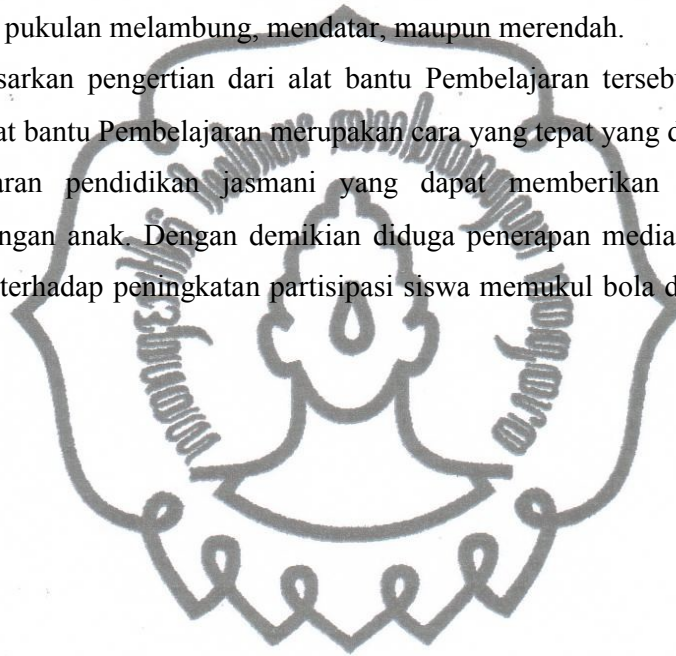 pukulan melambung, mendatar, maupun merendah.
sarkan pengertian dari alat bantu Pembelajaran tersebu
at bantu Pembelajaran merupakan cara yang tepat yang d
aran pendidikan jasmani yang dapat memberikan
ngan anak. Dengan demikian diduga penerapan media
terhadap peningkatan partisipasi siswa memukul bola d